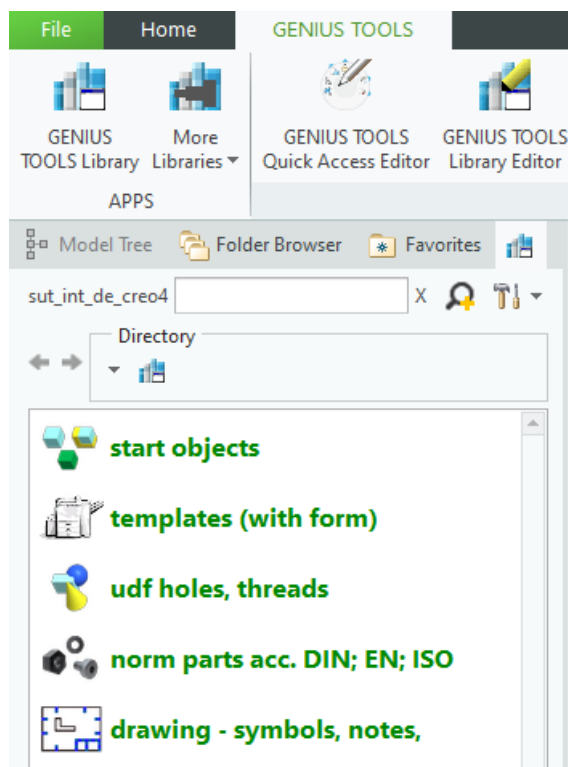 File Home GENIUS TOOLS
GENIUS TOOLS Library
More Libraries
GENIUS TOOLS Quick Access Editor
GENIUS TOOLS Library Editor
APPS
Model Tree Folder Browser Favorites
sut_int_de_creo4 X
Directory
start objects
templates (with form)
udf holes, threads
norm parts acc. DIN; EN; ISO
drawing - symbols, notes,